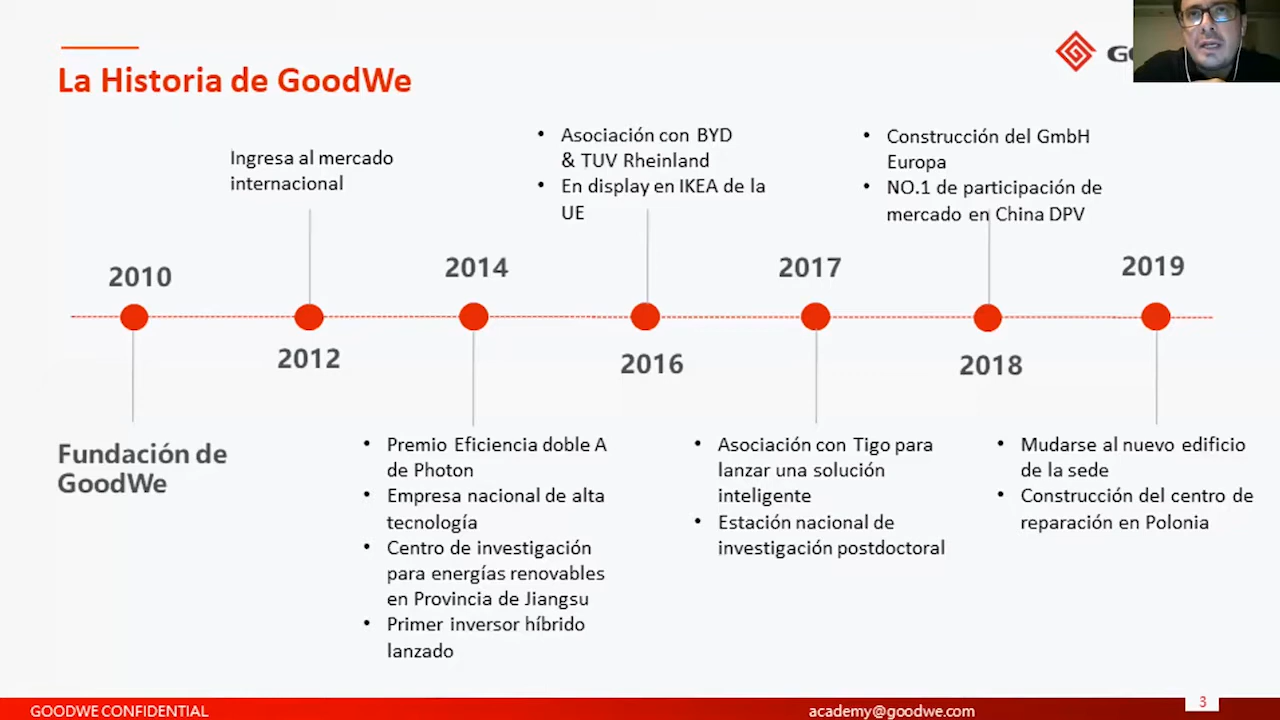 La Historia de GoodWe
Ingresa al mercado
internacional
• Asociación con BYD
& TUV Rheinland
• En display en IKEA de la
UE
• Construcción del GmbH
Europa
• NO.1 de participación de
mercado en China DPV
2010
2014
2017
2019
2012
2016
2018
Fundación de
GoodWe
• Premio Eficiencia doble A
de Photon
• Empresa nacional de alta
tecnología
• Centro de investigación
para energías renovables
en Provincia de Jiangsu
• Primer inversor híbrido
lanzado
• Asociación con Tigo para
lanzar una solución
inteligente
• Estación nacional de
investigación postdoctoral
• Mudarse al nuevo edificio
de la sede
• Construcción del centro de
reparación en Polonia
GOODWE CONFIDENTIAL
academy@goodwe.com
3